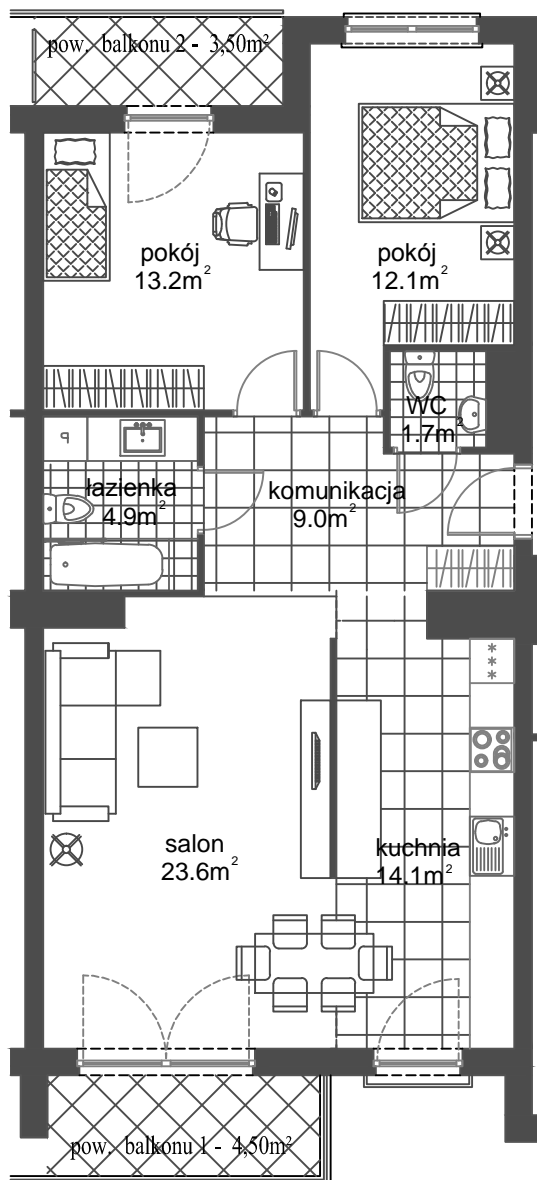 pow. balkonu 2 - 3,50m²
pokój
13.2m²
pokój
12.1m²
WC
1.7m²
P
łazienka
4.9m²
komunikacja
9.0m²
salon
23.6m²
kuchnia
14.1m²
pow. balkonu 1 - 4,50m²